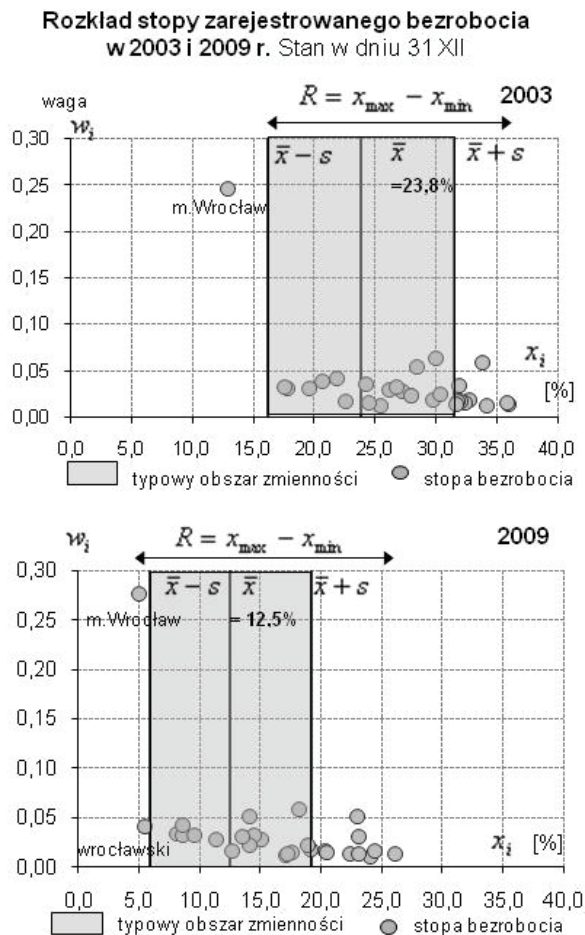 Rozkład stopy zarejestrowanego bezrobocia
w 2003 i 2009 r. Stan w dniu 31 XII
waga
wᵢ
R = x_max − x_min
2003
0,30
x̄ − s
x̄
x̄ + s
=23,8%
0,25
m.Wrocław
0,20
0,15
0,10
0,05
xᵢ
0,00
[%]
0,0 5,0 10,0 15,0 20,0 25,0 30,0 35,0 40,0
typowy obszar zmienności
stopa bezrobocia
wᵢ
R = x_max − x_min
2009
0,30
x̄ − s
x̄
x̄ + s
0,25
m.Wrocław
= 12,5%
0,20
0,15
0,10
0,05
wrocławski
xᵢ [%]
0,00
0,0 5,0 10,0 15,0 20,0 25,0 30,0 35,0 40,0
typowy obszar zmienności
stopa bezrobocia